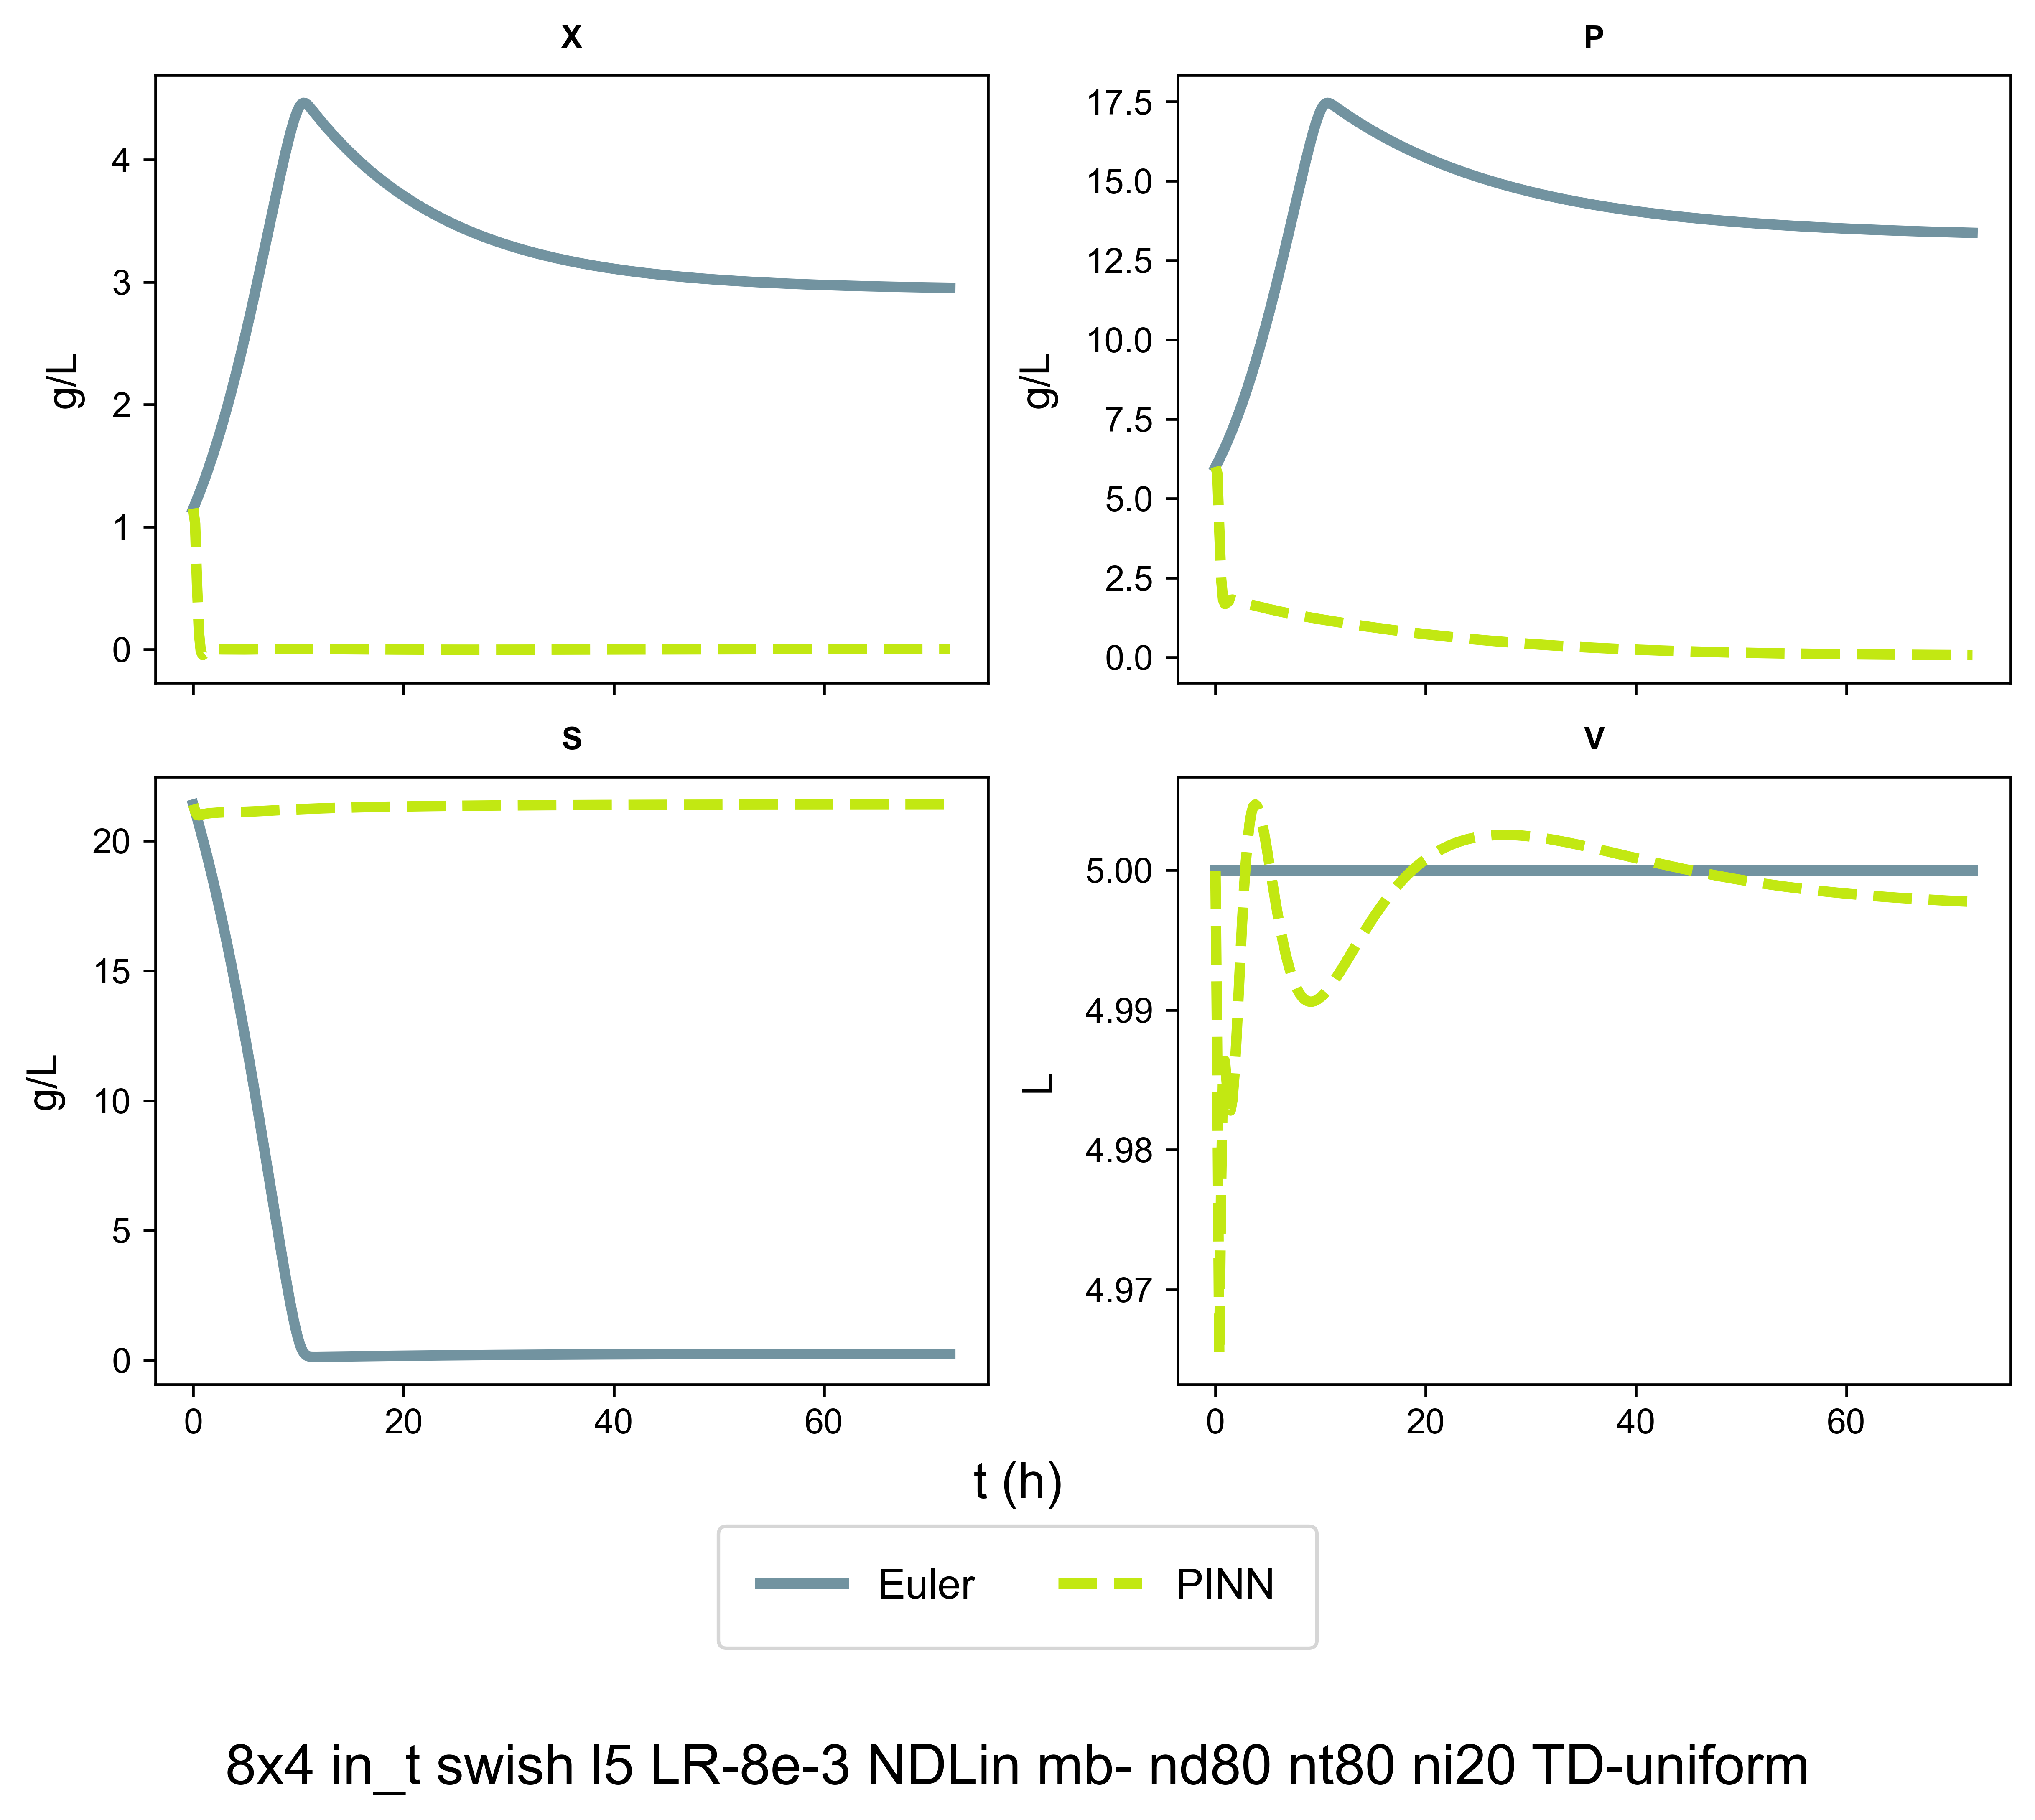 X
P
4
3
2
1
0
g/L
17.5
15.0
12.5
10.0
7.5
5.0
2.5
0.0
g/L
S
V
20
15
10
5
0
g/L
5.00
4.99
4.98
4.97
L
0 20 40 60
0 20 40 60
t (h)
Euler PINN
8x4 in_t swish l5 LR-8e-3 NDLin mb- nd80 nt80 ni20 TD-uniform